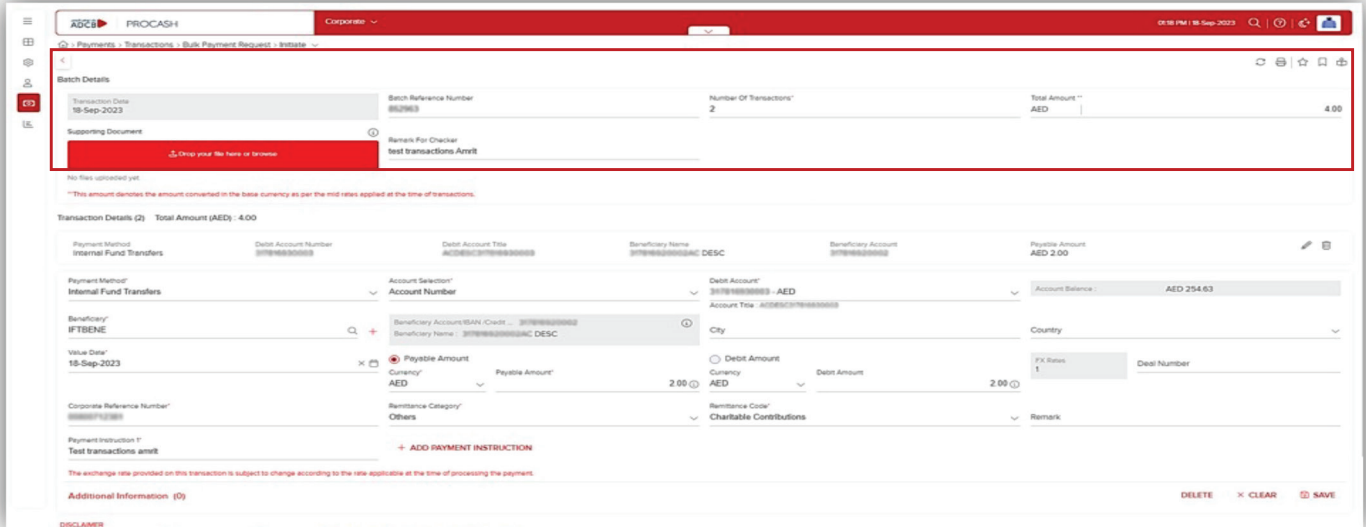 ADCB PROCASH Corporate 01:18 PM | 18-Sep-2023
> Payments > Transactions > Bulk Payment Request > Initiate
Batch Details
Transaction Date Batch Reference Number Number Of Transactions* Total Amount **
18-Sep-2023 2 AED 4.00
Supporting Document Remark For Checker
Drop your file here or browse test transactions Amrit
No files uploaded yet
**This amount denotes the amount converted in the base currency as per the mid rates applied at the time of transactions.
Transaction Details (2) Total Amount (AED) : 4.00
Payment Method Debit Account Number Debit Account Title Beneficiary Name Beneficiary Account Payable Amount
Internal Fund Transfers DESC AED 2.00
Payment Method* Account Selection* Debit Account*
Internal Fund Transfers Account Number - AED Account Balance : AED 254.63
Account Title :
Beneficiary* Beneficiary Account/IBAN /Credit ...
IFTBENE Beneficiary Name : DESC City Country
Value Date* Payable Amount Debit Amount FX Rates
18-Sep-2023 1 Deal Number
Currency* Payable Amount* Currency Debit Amount
AED 2.00 AED 2.00
Corporate Reference Number* Remittance Category* Remittance Code*
Others Charitable Contributions Remark
Payment Instruction 1*
Test transactions amrit + ADD PAYMENT INSTRUCTION
The exchange rate provided on this transaction is subject to change according to the rate applicable at the time of processing the payment.
Additional Information (0) DELETE × CLEAR SAVE
DISCLAIMER